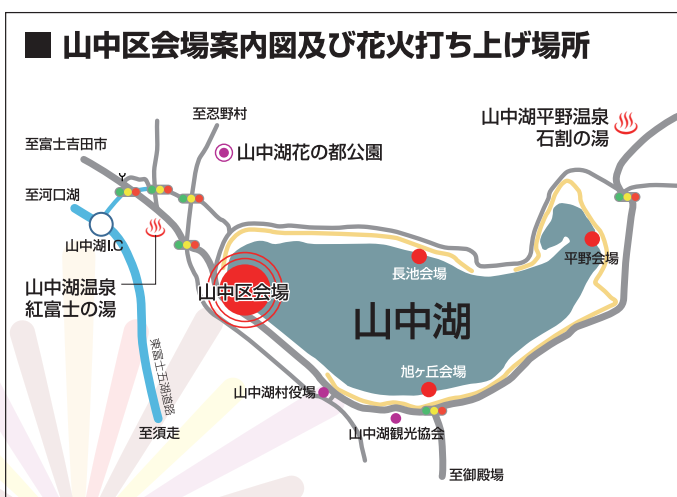 ■ 山中区会場案内図及び花火打ち上げ場所
至忍野村
山中湖平野温泉
石割の湯
至富士吉田市
山中湖花の都公園
至河口湖
山中湖I.C
平野会場
長池会場
山中湖温泉
紅富士の湯
山中区会場
山中湖
東富士五湖道路
旭ヶ丘会場
山中湖村役場
至須走
山中湖観光協会
至御殿場